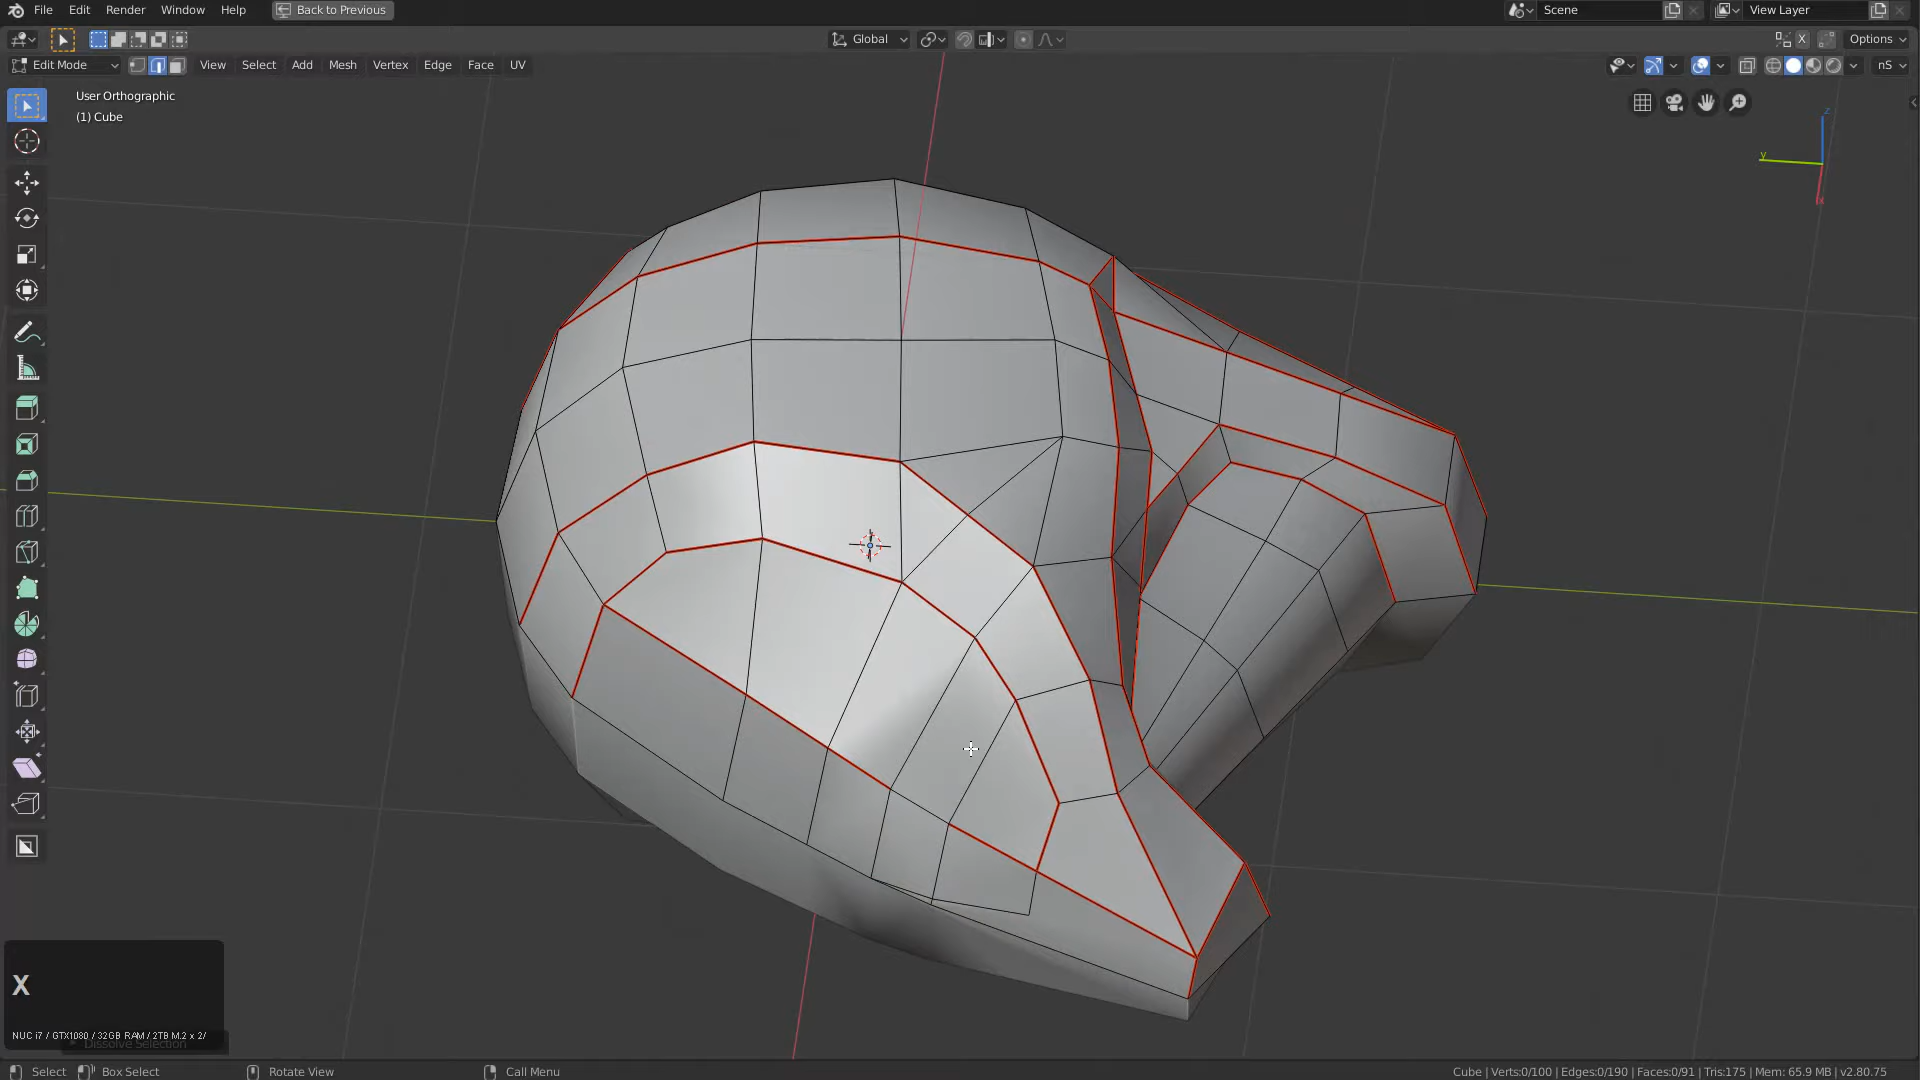 File Edit Render Window Help Back to Previous Scene View Layer
Global Options X
Edit Mode View Select Add Mesh Vertex Edge Face UV nS
User Orthographic
(1) Cube
z
y
x
X
NUC i7 / GTX1080 / 32GB RAM / 2TB M.2 x 2/
Dissolve Selection
Select Box Select Rotate View Call Menu Cube | Verts:0/100 | Edges:0/190 | Faces:0/91 | Tris:175 | Mem: 65.9 MB | v2.80.75